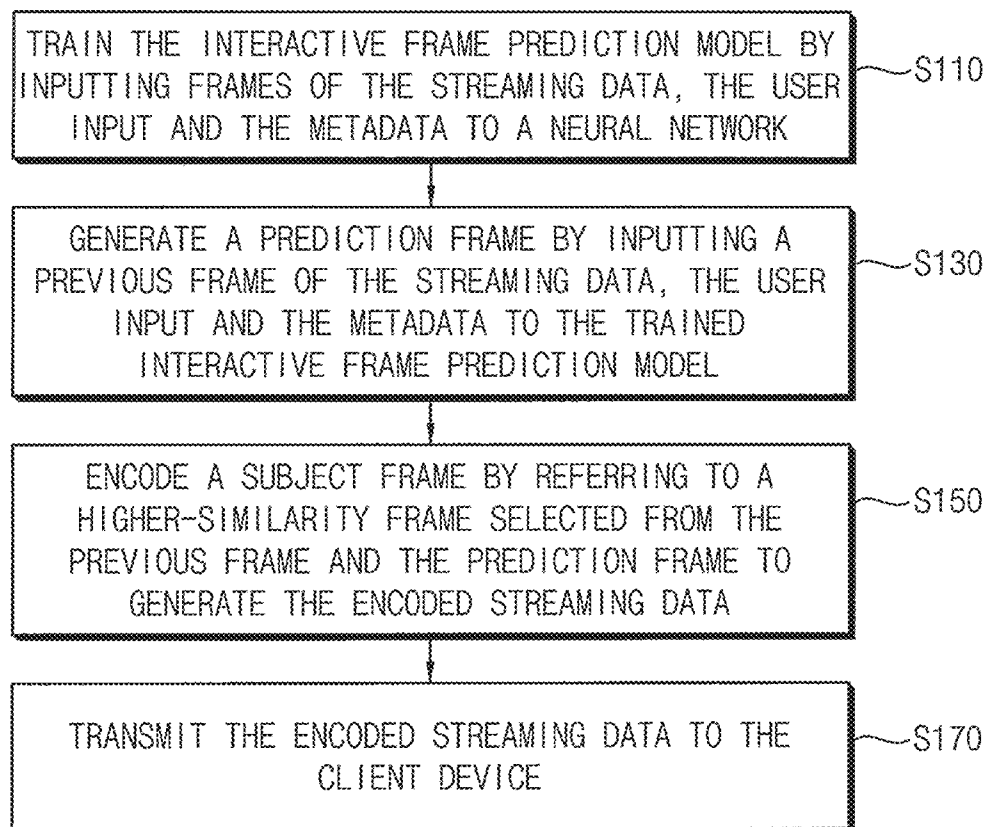 TRAIN THE INTERACTIVE FRAME PREDICTION MODEL BY
INPUTTING FRAMES OF THE STREAMING DATA, THE USER
INPUT AND THE METADATA TO A NEURAL NETWORK
S110
GENERATE A PREDICTION FRAME BY INPUTTING A
PREVIOUS FRAME OF THE STREAMING DATA, THE USER
INPUT AND THE METADATA TO THE TRAINED
INTERACTIVE FRAME PREDICTION MODEL
S130
ENCODE A SUBJECT FRAME BY REFERRING TO A
HIGHER-SIMILARITY FRAME SELECTED FROM THE
PREVIOUS FRAME AND THE PREDICTION FRAME TO
GENERATE THE ENCODED STREAMING DATA
S150
TRANSMIT THE ENCODED STREAMING DATA TO THE
CLIENT DEVICE
S170